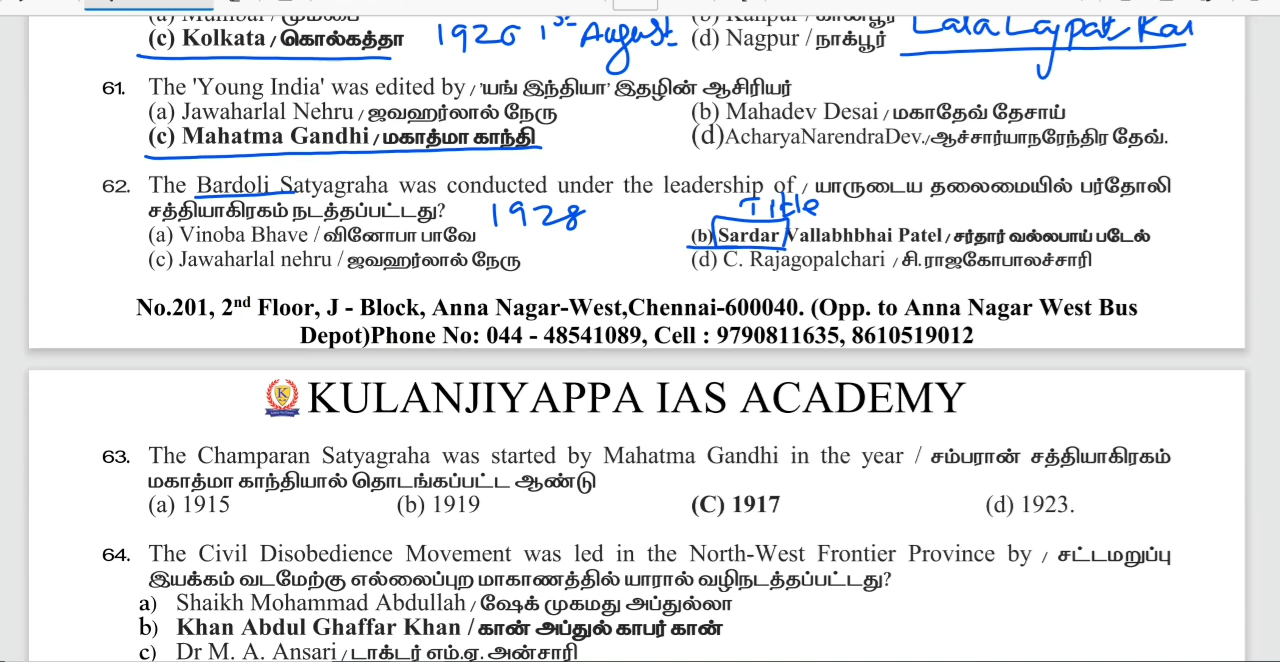 (c) Kolkata / கொல்கத்தா 1920 1st August (d) Nagpur / நாக்பூர் Lala Lajpat Rai
61. The 'Young India' was edited by / 'யங் இந்தியா' இதழின் ஆசிரியர்
(a) Jawaharlal Nehru / ஜவஹர்லால் நேரு (b) Mahadev Desai / மகாதேவ் தேசாய்
(c) Mahatma Gandhi / மகாத்மா காந்தி (d)AcharyaNarendraDev./ஆச்சார்யாநரேந்திர தேவ்.
62. The Bardoli Satyagraha was conducted under the leadership of / யாருடைய தலைமையில் பர்தோலி
சத்தியாகிரகம் நடத்தப்பட்டது? 1928 Title
(a) Vinoba Bhave / வினோபா பாவே (b) Sardar Vallabhbhai Patel / சர்தார் வல்லபாய் படேல்
(c) Jawaharlal nehru / ஜவஹர்லால் நேரு (d) C. Rajagopalchari / சி.ராஜகோபாலச்சாரி
No.201, 2nd Floor, J - Block, Anna Nagar-West,Chennai-600040. (Opp. to Anna Nagar West Bus
Depot)Phone No: 044 - 48541089, Cell : 9790811635, 8610519012
KULANJIYAPPA IAS ACADEMY
63. The Champaran Satyagraha was started by Mahatma Gandhi in the year / சம்பரான் சத்தியாகிரகம்
மகாத்மா காந்தியால் தொடங்கப்பட்ட ஆண்டு
(a) 1915 (b) 1919 (C) 1917 (d) 1923.
64. The Civil Disobedience Movement was led in the North-West Frontier Province by / சட்டமறுப்பு
இயக்கம் வடமேற்கு எல்லைப்புற மாகாணத்தில் யாரால் வழிநடத்தப்பட்டது?
a) Shaikh Mohammad Abdullah / ஷேக் முகமது அப்துல்லா
b) Khan Abdul Ghaffar Khan / கான் அப்துல் காபர் கான்
c) Dr M. A. Ansari / டாக்டர் எம்.ஏ. அன்சாரி